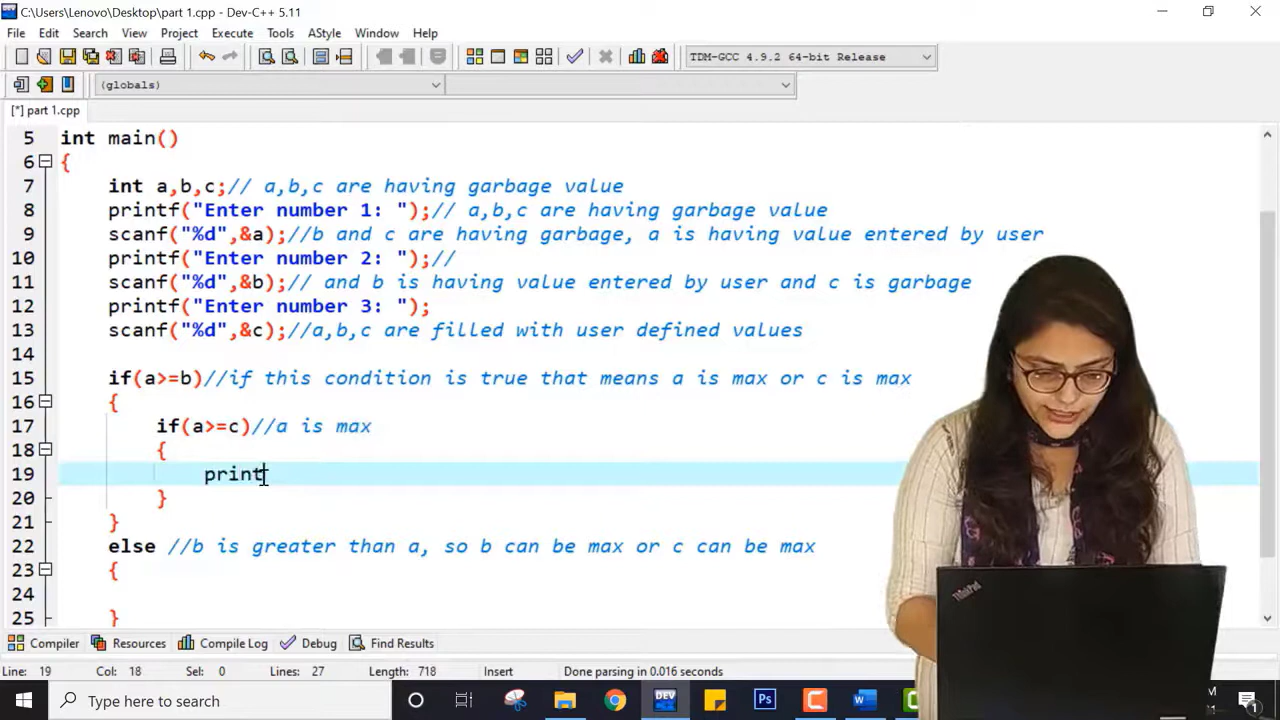 C:\Users\Lenovo\Desktop\part 1.cpp - Dev-C++ 5.11
File Edit Search View Project Execute Tools AStyle Window Help
TDM-GCC 4.9.2 64-bit Release
(globals)
[*] part 1.cpp
5 int main()
6 {
7 int a,b,c;// a,b,c are having garbage value
8 printf("Enter number 1: ");// a,b,c are having garbage value
9 scanf("%d",&a);//b and c are having garbage, a is having value entered by user
10 printf("Enter number 2: ");//
11 scanf("%d",&b);// and b is having value entered by user and c is garbage
12 printf("Enter number 3: ");
13 scanf("%d",&c);//a,b,c are filled with user defined values
14
15 if(a>=b)//if this condition is true that means a is max or c is max
16 {
17 if(a>=c)//a is max
18 {
19 print
20 }
21 }
22 else //b is greater than a, so b can be max or c can be max
23 {
24
25 }
Compiler Resources Compile Log Debug Find Results
Line: 19 Col: 18 Sel: 0 Lines: 27 Length: 718 Insert Done parsing in 0.016 seconds
ThinkPad
DEV Ps
Type here to search
M
1